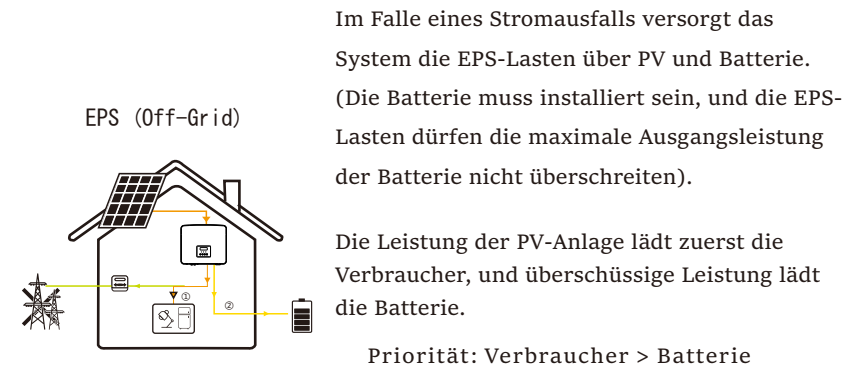 Im Falle eines Stromausfalls versorgt das
System die EPS-Lasten über PV und Batterie.
(Die Batterie muss installiert sein, und die EPS-
Lasten dürfen die maximale Ausgangsleistung
der Batterie nicht überschreiten).
EPS (Off-Grid)
Die Leistung der PV-Anlage lädt zuerst die
Verbraucher, und überschüssige Leistung lädt
die Batterie.
①
②
Priorität: Verbraucher > Batterie